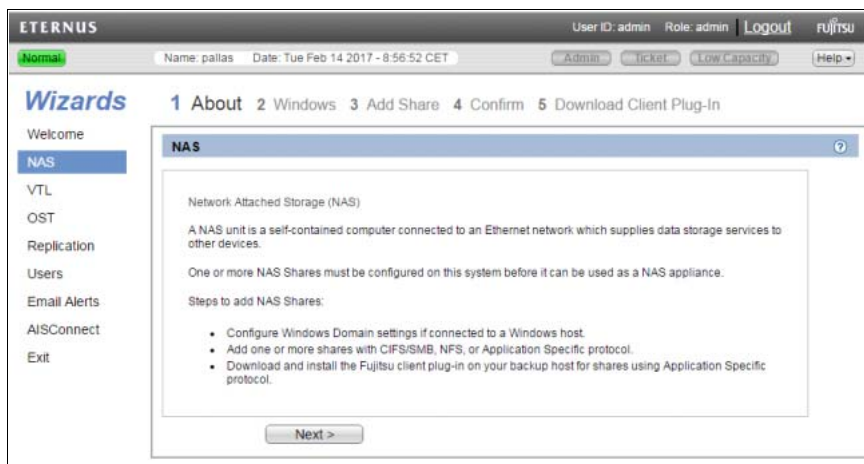 ETERNUS
User ID: admin Role: admin Logout FUJITSU
Normal Name: pallas Date: Tue Feb 14 2017 - 8:56:52 CET Admin Ticket Low Capacity Help
Wizards
1 About 2 Windows 3 Add Share 4 Confirm 5 Download Client Plug-In
Welcome
NAS
VTL
OST
Replication
Users
Email Alerts
AISConnect
Exit
NAS ?
Network Attached Storage (NAS)
A NAS unit is a self-contained computer connected to an Ethernet network which supplies data storage services to
other devices.
One or more NAS Shares must be configured on this system before it can be used as a NAS appliance.
Steps to add NAS Shares:
• Configure Windows Domain settings if connected to a Windows host.
• Add one or more shares with CIFS/SMB, NFS, or Application Specific protocol.
• Download and install the Fujitsu client plug-in on your backup host for shares using Application Specific
protocol.
Next >